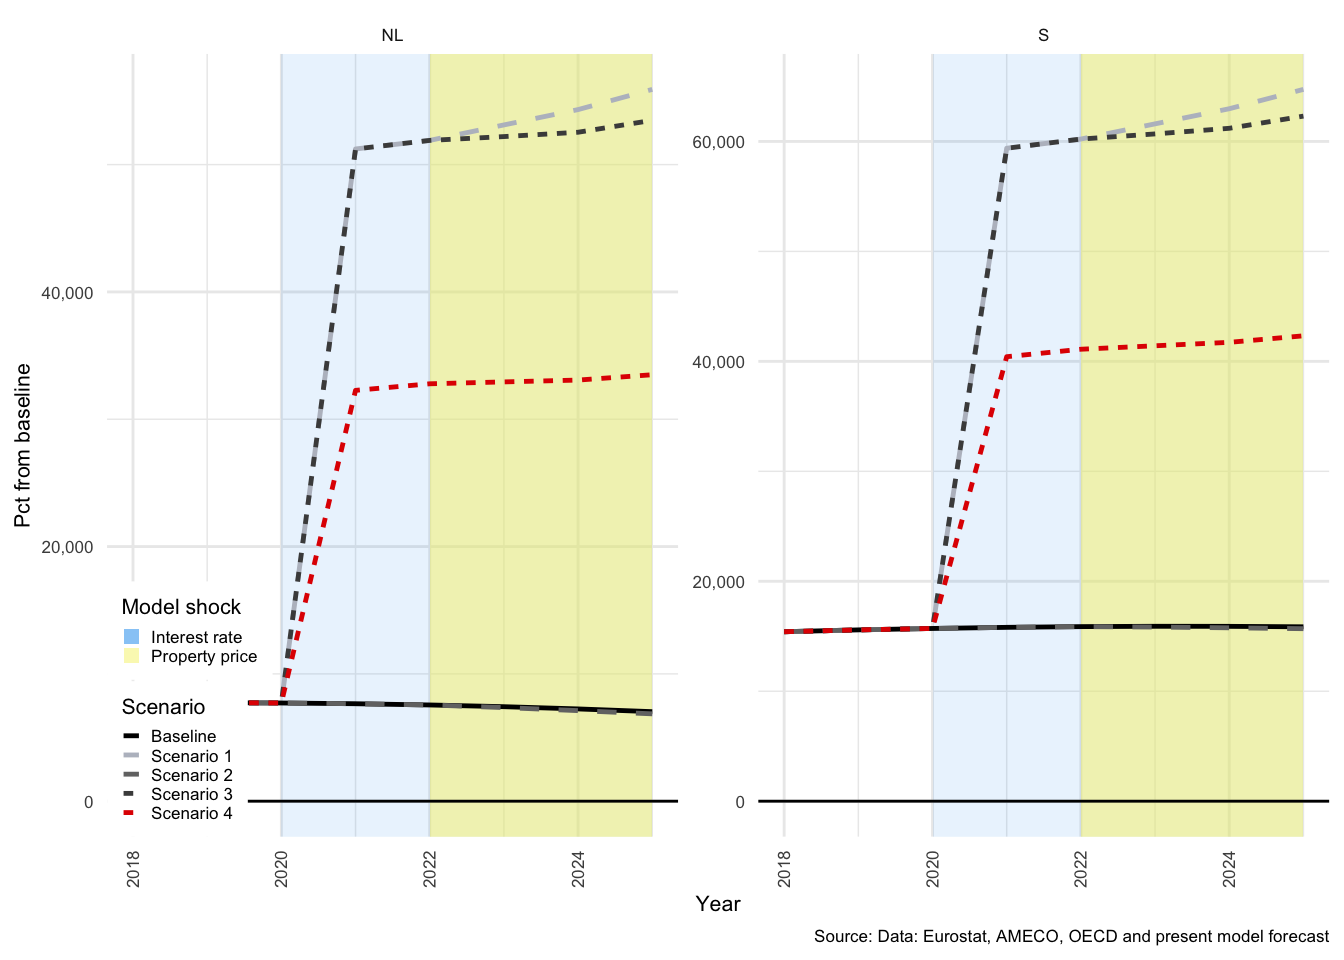 NL
S
Pct from baseline
40,000
20,000
0
60,000
40,000
20,000
0
Model shock
Interest rate
Property price
Scenario
Baseline
Scenario 1
Scenario 2
Scenario 3
Scenario 4
2018
2020
2022
2024
2018
2020
2022
2024
Year
Source: Data: Eurostat, AMECO, OECD and present model forecast